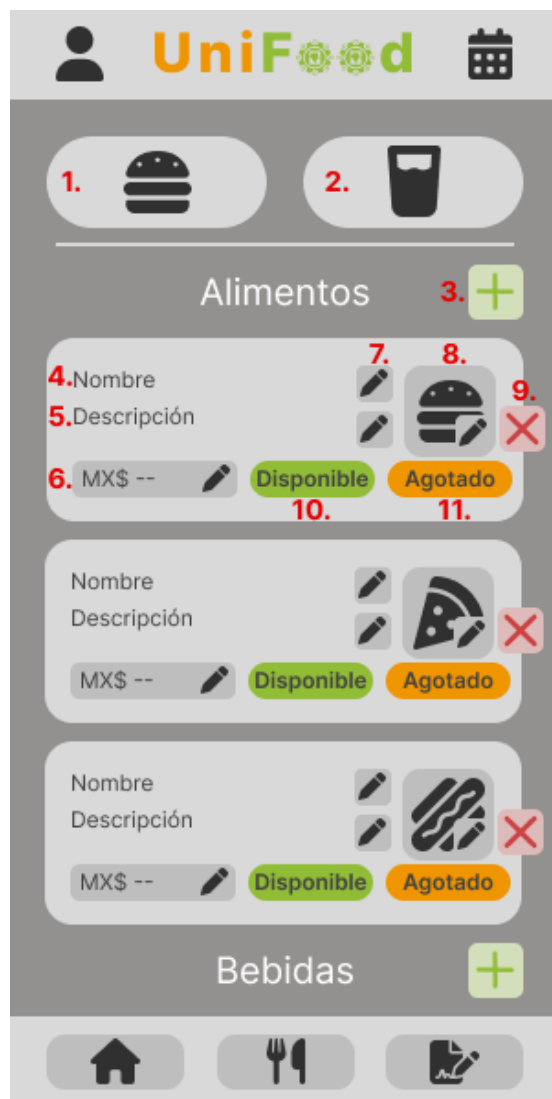 UniFood
1. 2.
Alimentos 3.
7. 8.
4.Nombre
9.
5.Descripción
6. MX$ -- Disponible Agotado
10. 11.
Nombre
Descripción
MX$ -- Disponible Agotado
Nombre
Descripción
MX$ -- Disponible Agotado
Bebidas